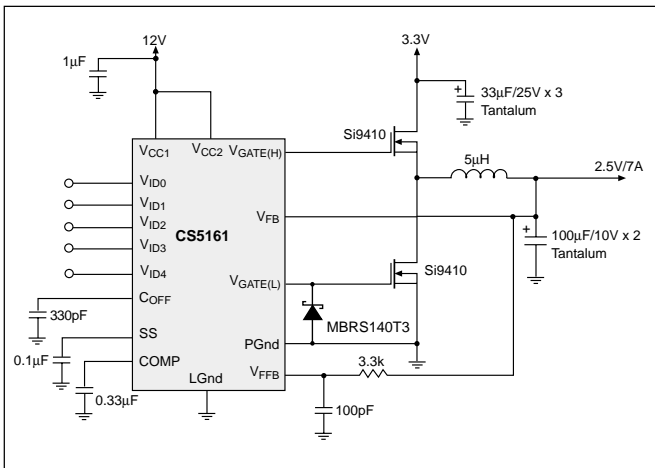 12V
3.3V
1µF
33µF/25V x 3
Tantalum
Si9410
VCC1
VCC2
VGATE(H)
5µH
2.5V/7A
VID0
VID1
VFB
VID2
CS5161
100µF/10V x 2
Tantalum
VID3
VID4
VGATE(L)
Si9410
COFF
330pF
MBRS140T3
SS
PGnd
0.1µF
COMP
3.3k
VFFB
LGnd
0.33µF
100pF
+
+